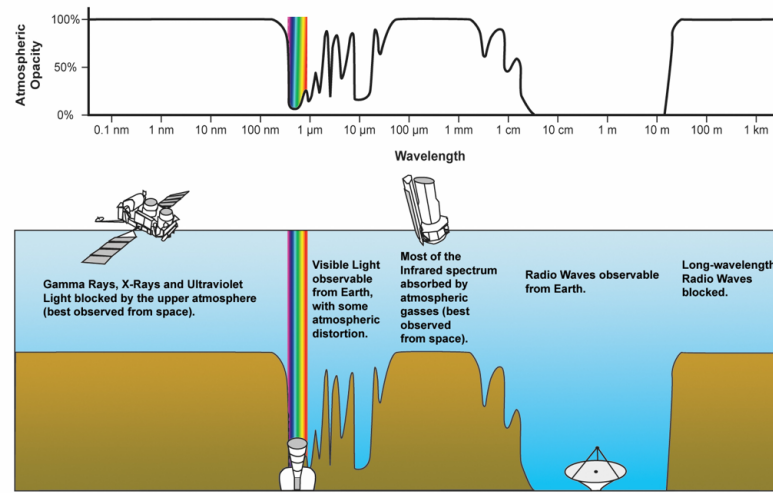 Atmospheric
Opacity
100%
50%
0%
0.1 nm 1 nm 10 nm 100 nm 1 μm 10 μm 100 μm 1 mm 1 cm 10 cm 1 m 10 m 100 m 1 km
Wavelength
Gamma Rays, X-Rays and Ultraviolet
Light blocked by the upper atmosphere
(best observed from space).
Visible Light
observable
from Earth,
with some
atmospheric
distortion.
Most of the
Infrared spectrum
absorbed by
atmospheric
gasses (best
observed
from space).
Radio Waves observable
from Earth.
Long-wavelength
Radio Waves
blocked.